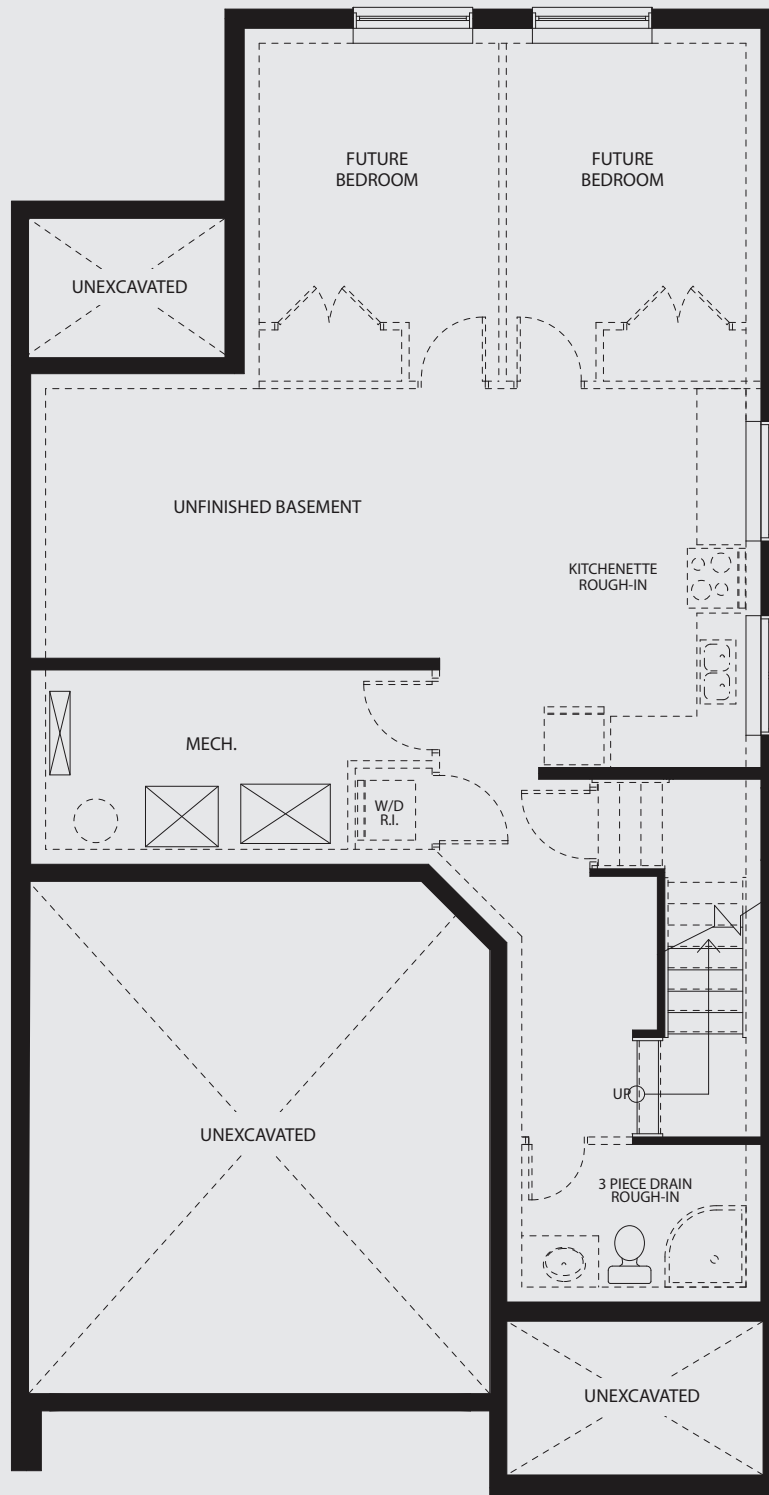 FUTURE
BEDROOM
FUTURE
BEDROOM
UNEXCAVATED
UNFINISHED BASEMENT
KITCHENETTE
ROUGH-IN
MECH.
W/D
R.I.
UP
UNEXCAVATED
3 PIECE DRAIN
ROUGH-IN
UNEXCAVATED